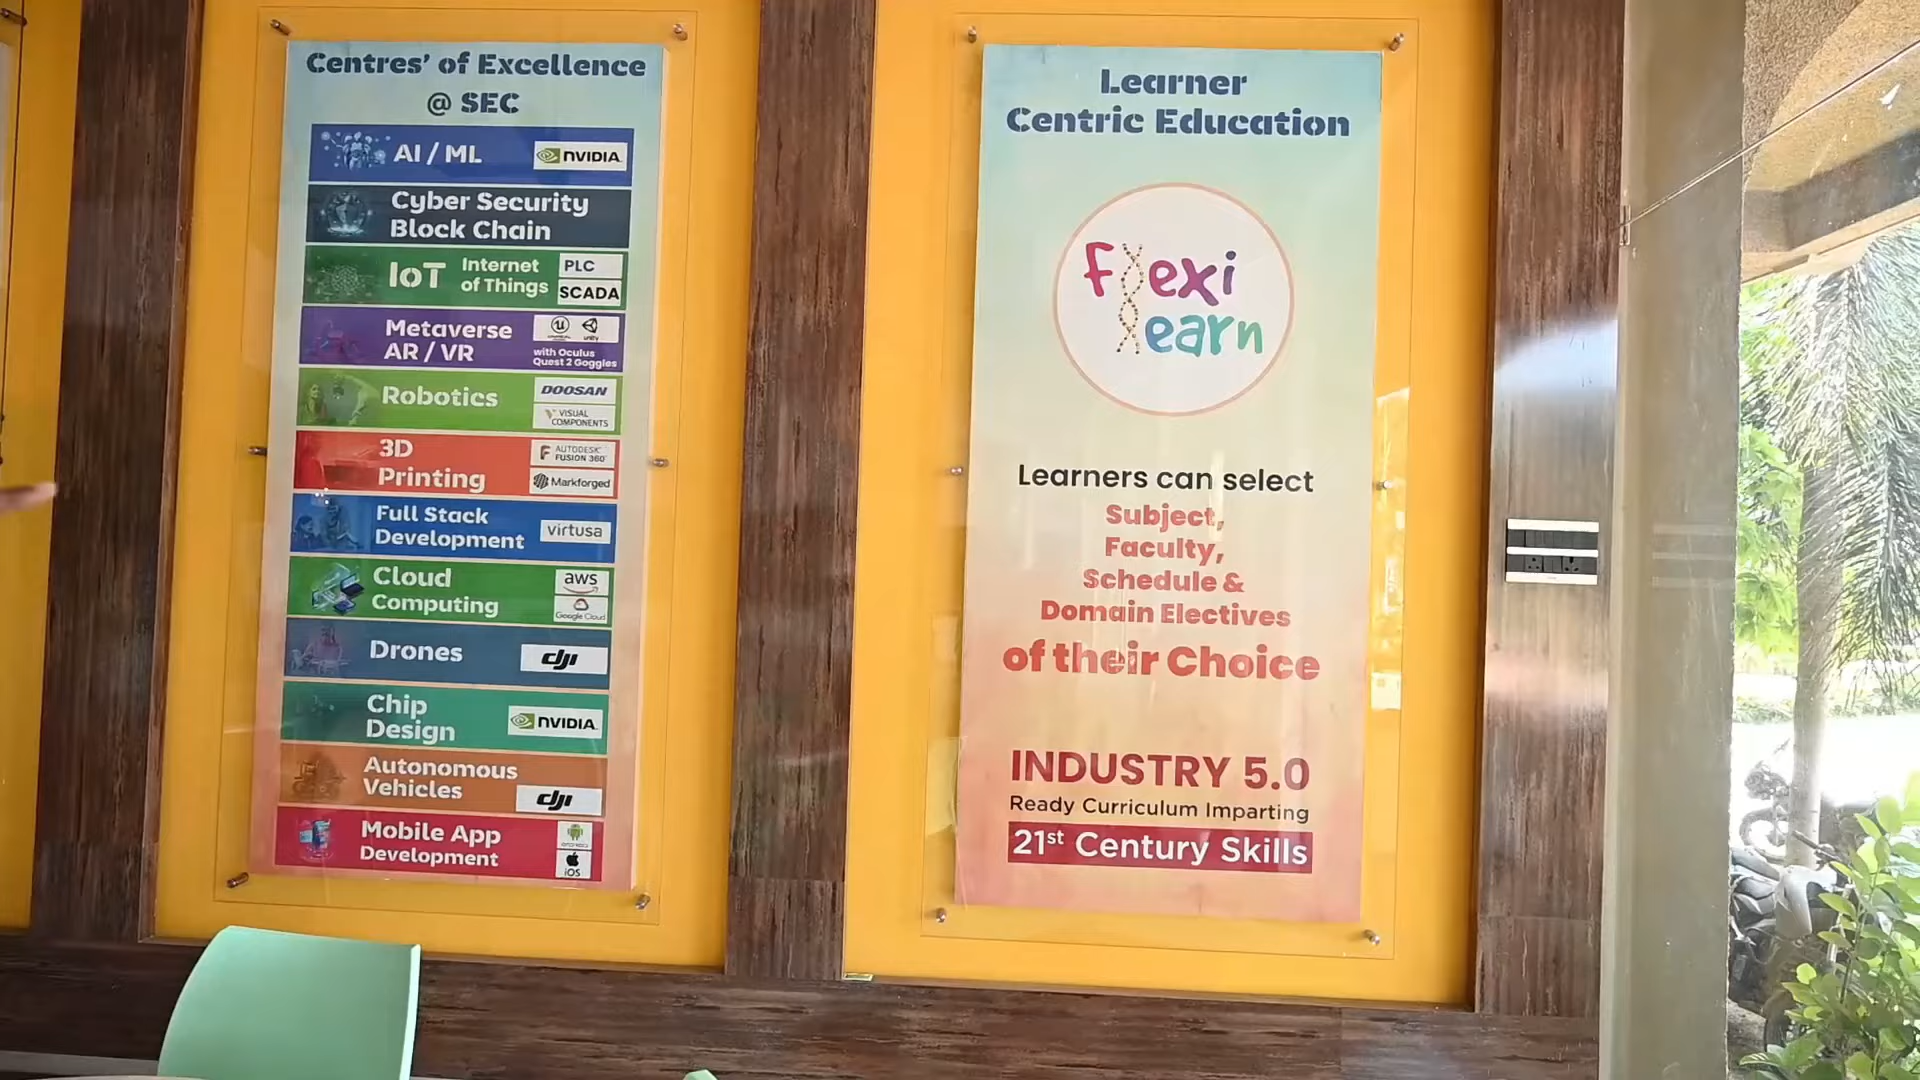 Centres' of Excellence
@ SEC
AI / ML
NVIDIA
Cyber Security
Block Chain
IoT
Internet
of Things
PLC
SCADA
Metaverse
AR / VR
unity
with Oculus
Quest 2 Goggles
Robotics
DOOSAN
VISUAL
COMPONENTS
3D
Printing
AUTODESK
FUSION 360
Markforged
Full Stack
Development
virtusa
Cloud
Computing
aws
Google Cloud
Drones
dji
Chip
Design
NVIDIA
Autonomous
Vehicles
dji
Mobile App
Development
android
iOS
Learner
Centric Education
Flexi
learn
Learners can select
Subject,
Faculty,
Schedule &
Domain Electives
of their Choice
INDUSTRY 5.0
Ready Curriculum Imparting
21st Century Skills